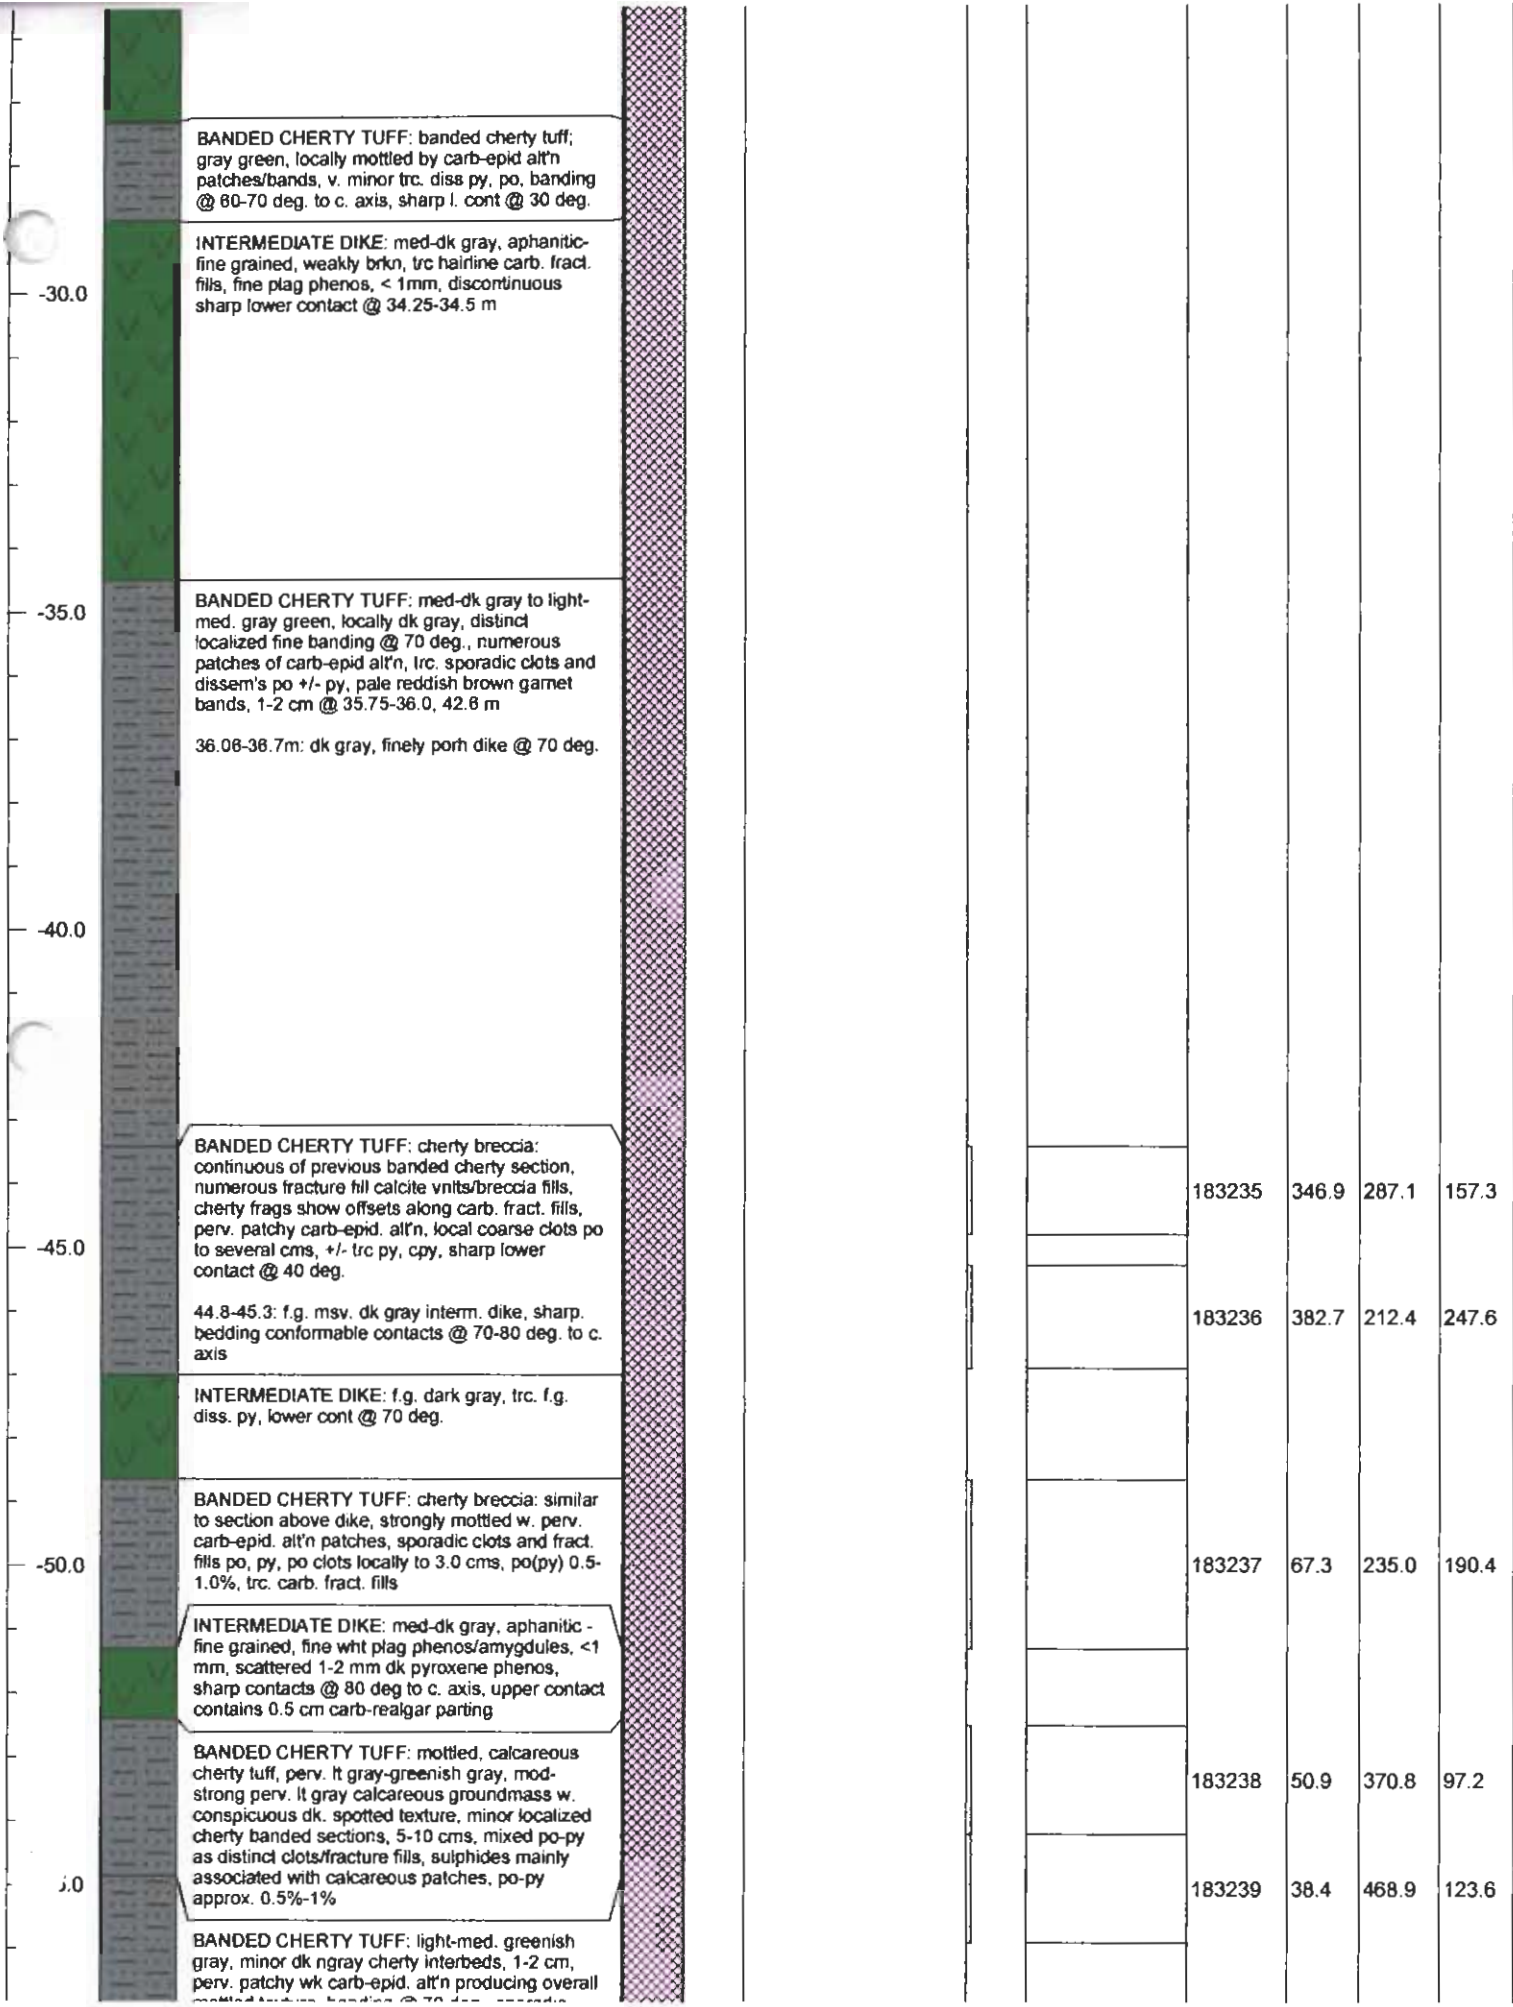 BANDED CHERTY TUFF: banded cherty tuff;
gray green, locally mottled by carb-epid alt'n
patches/bands, v. minor trc. diss py, po, banding
@ 60-70 deg. to c. axis, sharp l. cont @ 30 deg.
INTERMEDIATE DIKE: med-dk gray, aphanitic-
fine grained, weakly brkn, trc hairline carb. fract.
fills, fine plag phenos, < 1mm, discontinuous
sharp lower contact @ 34.25-34.5 m
-30.0
BANDED CHERTY TUFF: med-dk gray to light-
med. gray green, locally dk gray, distinct
localized fine banding @ 70 deg., numerous
patches of carb-epid alt'n, trc. sporadic clots and
dissem's po +/- py, pale reddish brown garnet
bands, 1-2 cm @ 35.75-36.0, 42.6 m
36.06-36.7m: dk gray, finely porh dike @ 70 deg.
-35.0
-40.0
BANDED CHERTY TUFF: cherty breccia:
continuous of previous banded cherty section,
numerous fracture fill calcite vnlts/breccia fills,
cherty frags show offsets along carb. fract. fills,
perv. patchy carb-epid. alt'n, local coarse clots po
to several cms, +/- trc py, cpy, sharp lower
contact @ 40 deg.
183235 346.9 287.1 157.3
-45.0
44.8-45.3: f.g. msv. dk gray interm. dike, sharp.
bedding conformable contacts @ 70-80 deg. to c.
axis
183236 382.7 212.4 247.6
INTERMEDIATE DIKE: f.g. dark gray, trc. f.g.
diss. py, lower cont @ 70 deg.
BANDED CHERTY TUFF: cherty breccia: similar
to section above dike, strongly mottled w. perv.
carb-epid. alt'n patches, sporadic clots and fract.
fills po, py, po clots locally to 3.0 cms, po(py) 0.5-
1.0%, trc. carb. fract. fills
-50.0
183237 67.3 235.0 190.4
INTERMEDIATE DIKE: med-dk gray, aphanitic -
fine grained, fine wht plag phenos/amygdules, <1
mm, scattered 1-2 mm dk pyroxene phenos,
sharp contacts @ 80 deg to c. axis, upper contact
contains 0.5 cm carb-realgar parting
BANDED CHERTY TUFF: mottled, calcareous
cherty tuff, perv. lt gray-greenish gray, mod-
strong perv. lt gray calcareous groundmass w.
conspicuous dk. spotted texture, minor localized
cherty banded sections, 5-10 cms, mixed po-py
as distinct clots/fracture fills, sulphides mainly
associated with calcareous patches, po-py
approx. 0.5%-1%
183238 50.9 370.8 97.2
5.0
183239 38.4 468.9 123.6
BANDED CHERTY TUFF: light-med. greenish
gray, minor dk ngray cherty interbeds, 1-2 cm,
perv. patchy wk carb-epid. alt'n producing overall